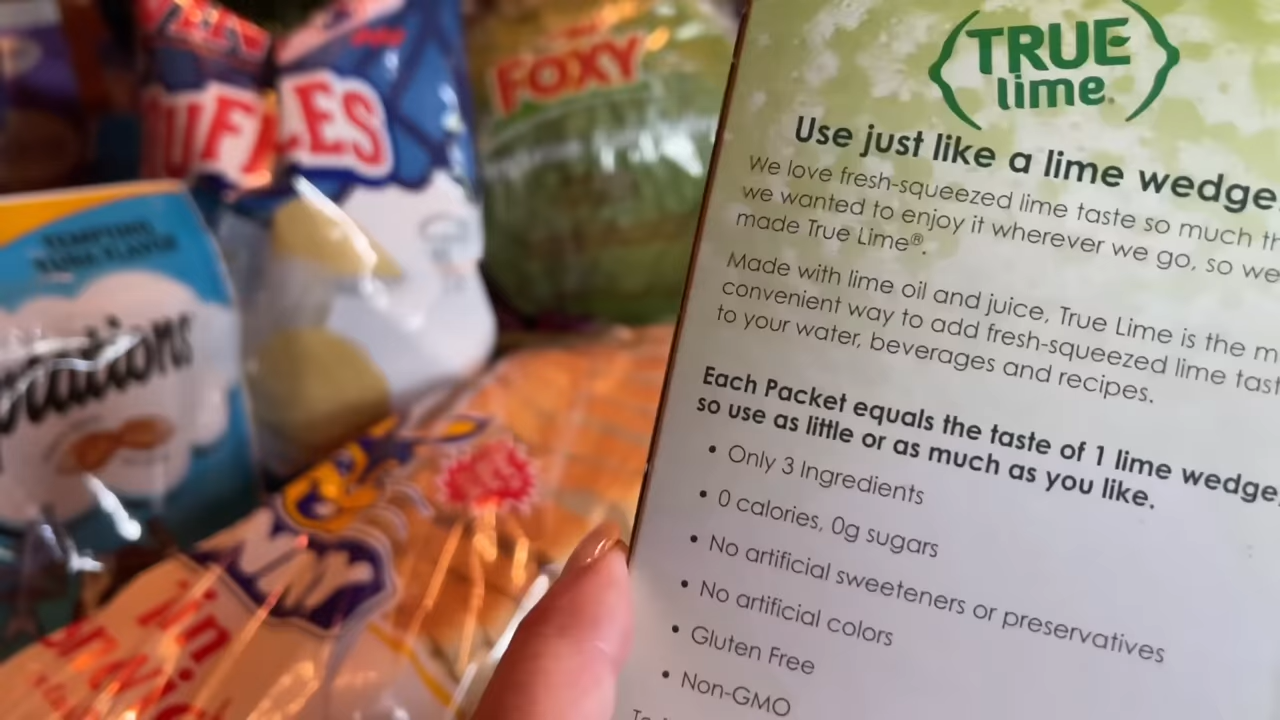 RUFFLES
FOXY
TEMPTING
TUNA FLAVOR
TRUE
lime®
Use just like a lime wedge
We love fresh-squeezed lime taste so much
we wanted to enjoy it wherever we go, so we
made True Lime®.
Made with lime oil and juice, True Lime is the
convenient way to add fresh-squeezed lime
to your water, beverages and recipes.
Each Packet equals the taste of 1 lime wedge
so use as little or as much as you like.
• Only 3 Ingredients
• 0 calories, 0g sugars
• No artificial sweeteners or preservatives
• No artificial colors
• Gluten Free
• Non-GMO